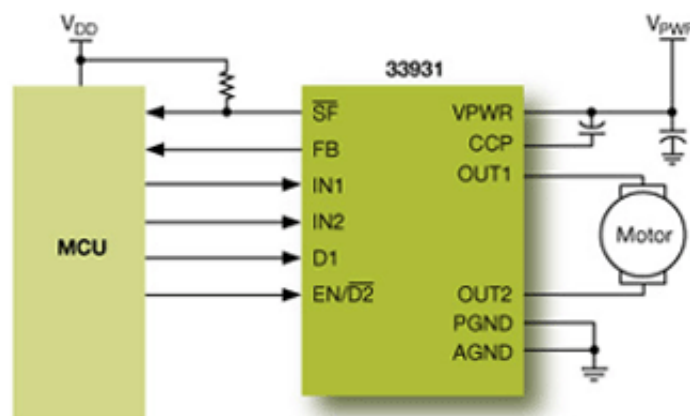 VDD
VPWR
33931
SF
VPWR
CCP
FB
OUT1
IN1
IN2
Motor
MCU
D1
EN/D2
OUT2
PGND
AGND